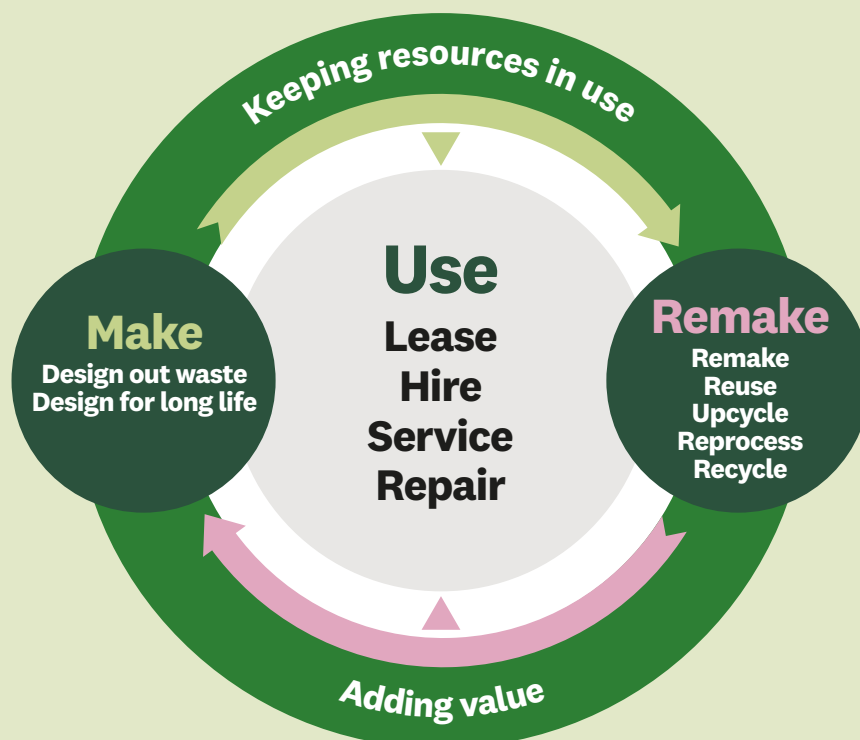 Keeping resources in use
Make
Design out waste
Design for long life
Use
Lease
Hire
Service
Repair
Remake
Remake
Reuse
Upcycle
Reprocess
Recycle
Adding value